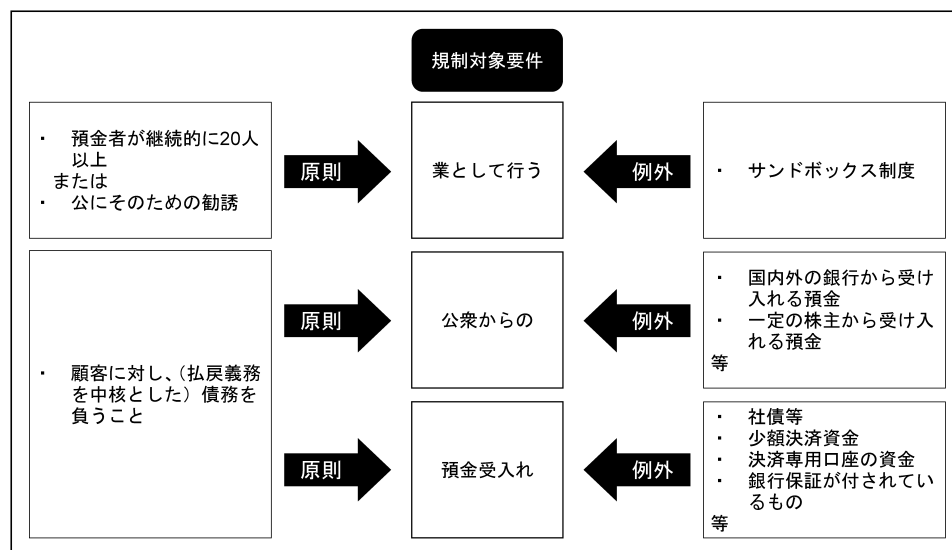 規制対象要件
・ 預金者が継続的に20人
以上
または
・ 公にそのための勧誘
原則
業として行う
例外
・ サンドボックス制度
・ 顧客に対し、（払戻義務
を中核とした）債務を
負うこと
原則
公衆からの
例外
・ 国内外の銀行から受け
入れる預金
・ 一定の株主から受け入
れる預金
等
原則
預金受入れ
例外
・ 社債等
・ 少額決済資金
・ 決済専用口座の資金
・ 銀行保証が付されてい
るもの
等